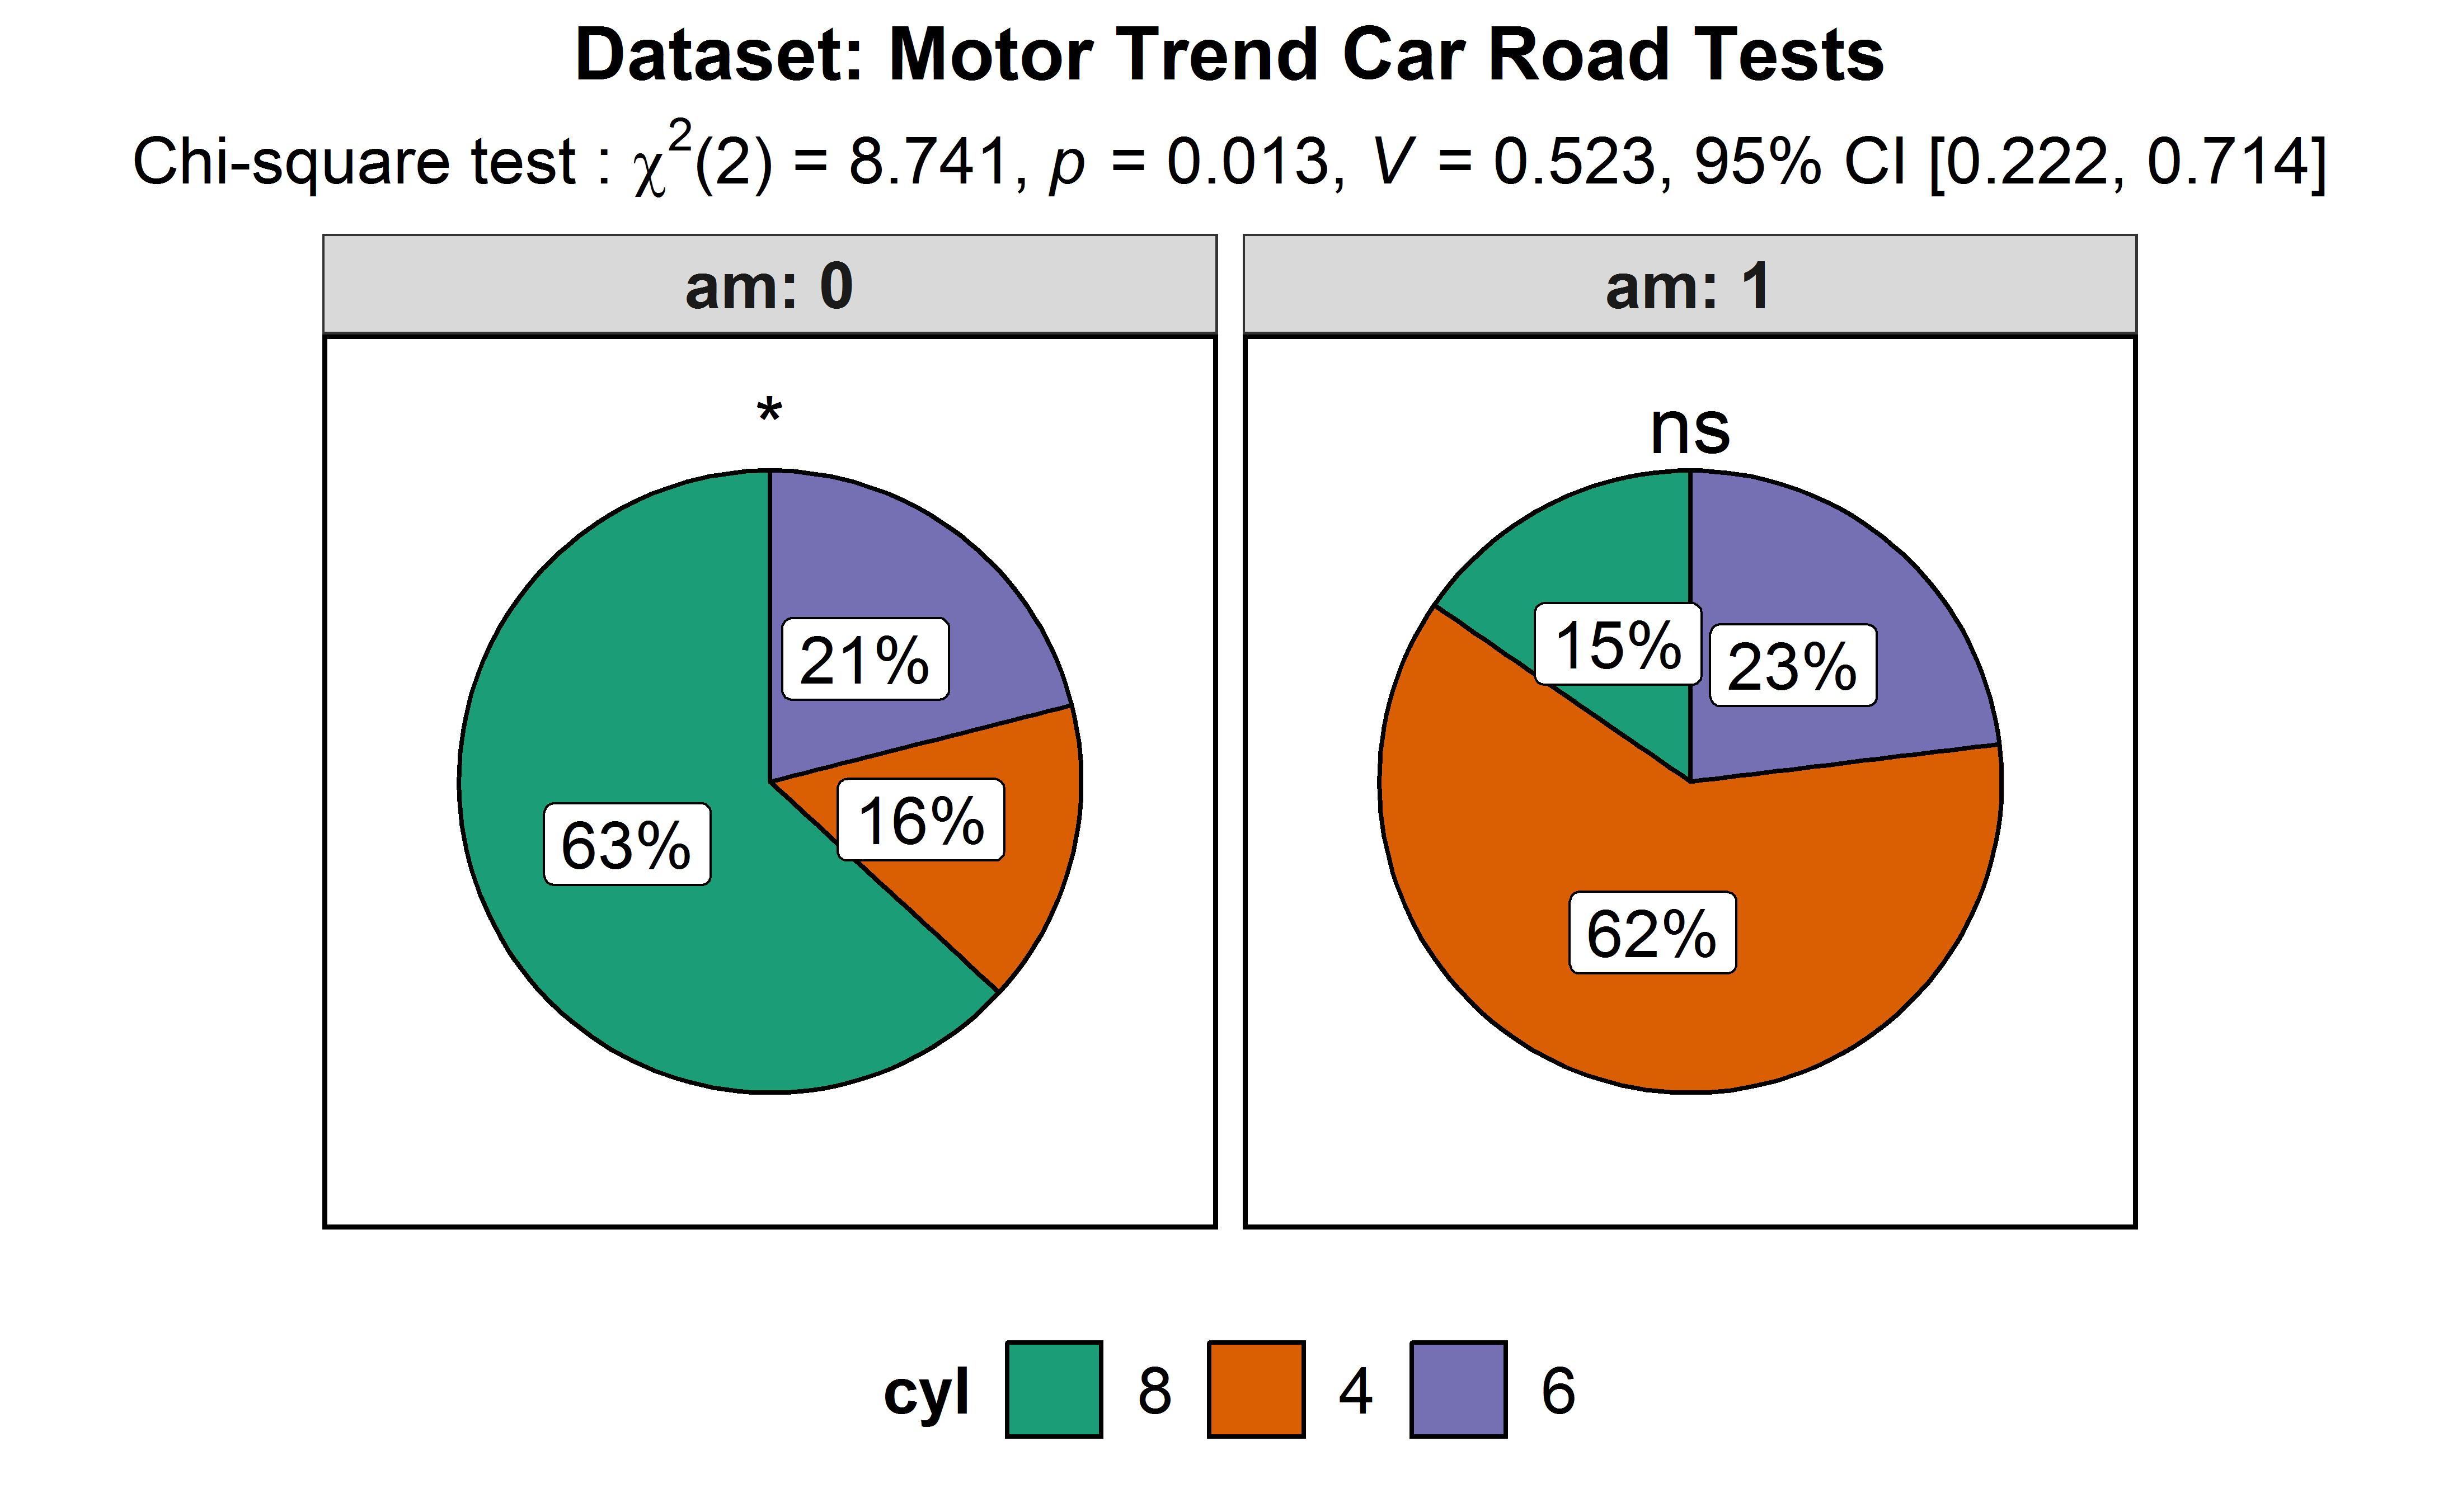 Dataset: Motor Trend Car Road Tests
Chi-square test : χ²(2) = 8.741, p = 0.013, V = 0.523, 95% CI [0.222, 0.714]
am: 0
*
21%
16%
63%
am: 1
ns
15%
23%
62%
cyl 8 4 6